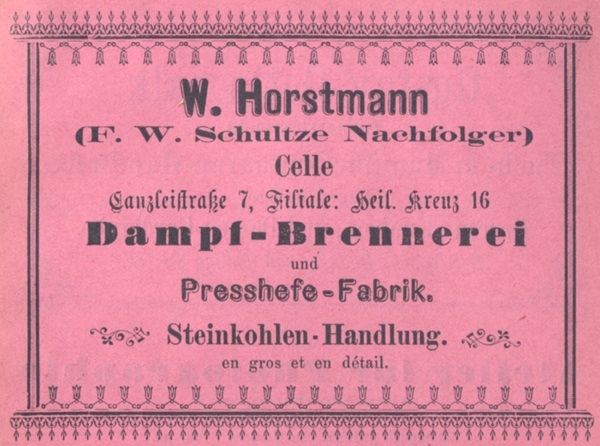 W. Horstmann
(F. W. Schultze Nachfolger)
Celle
Canzleistraße 7, Filiale: Heil. Kreuz 16
Dampf-Brennerei
und
Presshefe-Fabrik.
Steinkohlen-Handlung.
en gros et en détail.